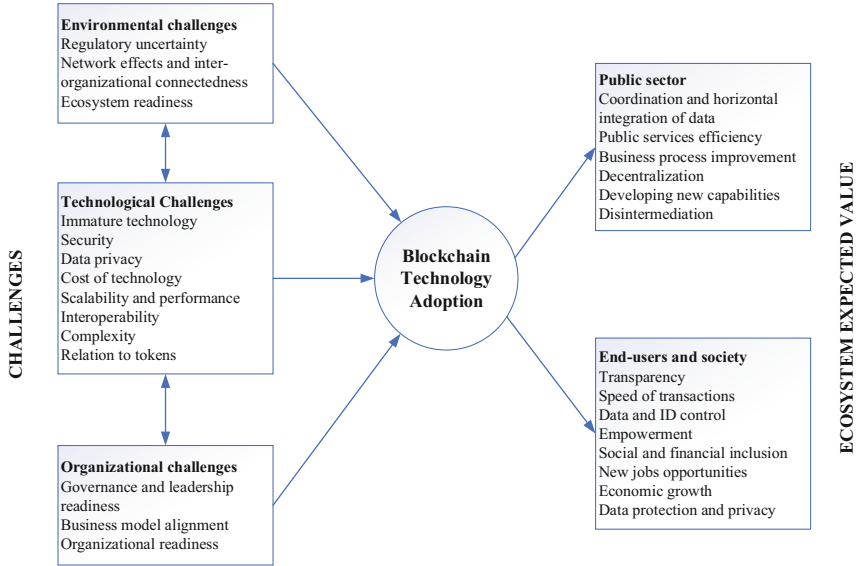 CHALLENGES
Environmental challenges
Regulatory uncertainty
Network effects and inter-
organizational connectedness
Ecosystem readiness
Technological Challenges
Immature technology
Security
Data privacy
Cost of technology
Scalability and performance
Interoperability
Complexity
Relation to tokens
Organizational challenges
Governance and leadership
readiness
Business model alignment
Organizational readiness
Blockchain
Technology
Adoption
Public sector
Coordination and horizontal
integration of data
Public services efficiency
Business process improvement
Decentralization
Developing new capabilities
Disintermediation
End-users and society
Transparency
Speed of transactions
Data and ID control
Empowerment
Social and financial inclusion
New jobs opportunities
Economic growth
Data protection and privacy
ECOSYSTEM EXPECTED VALUE